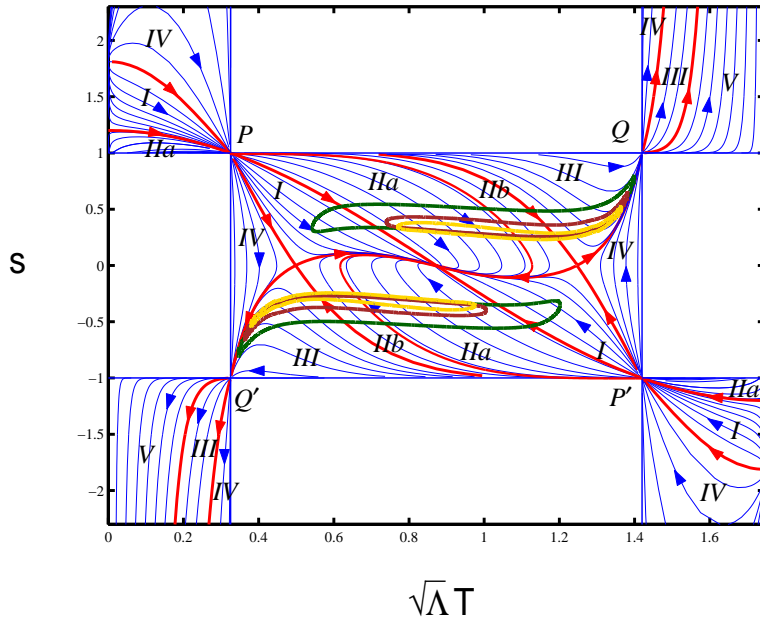 2
1.5
1
0.5
0
−0.5
−1
−1.5
−2
S
0 0.2 0.4 0.6 0.8 1 1.2 1.4 1.6
√Λ T
IV IV
I III V
P Q
IIa
I IIa IIb III
IV IV
III IIb IIa I
Q′ P′ IIa
V III I
IV IV